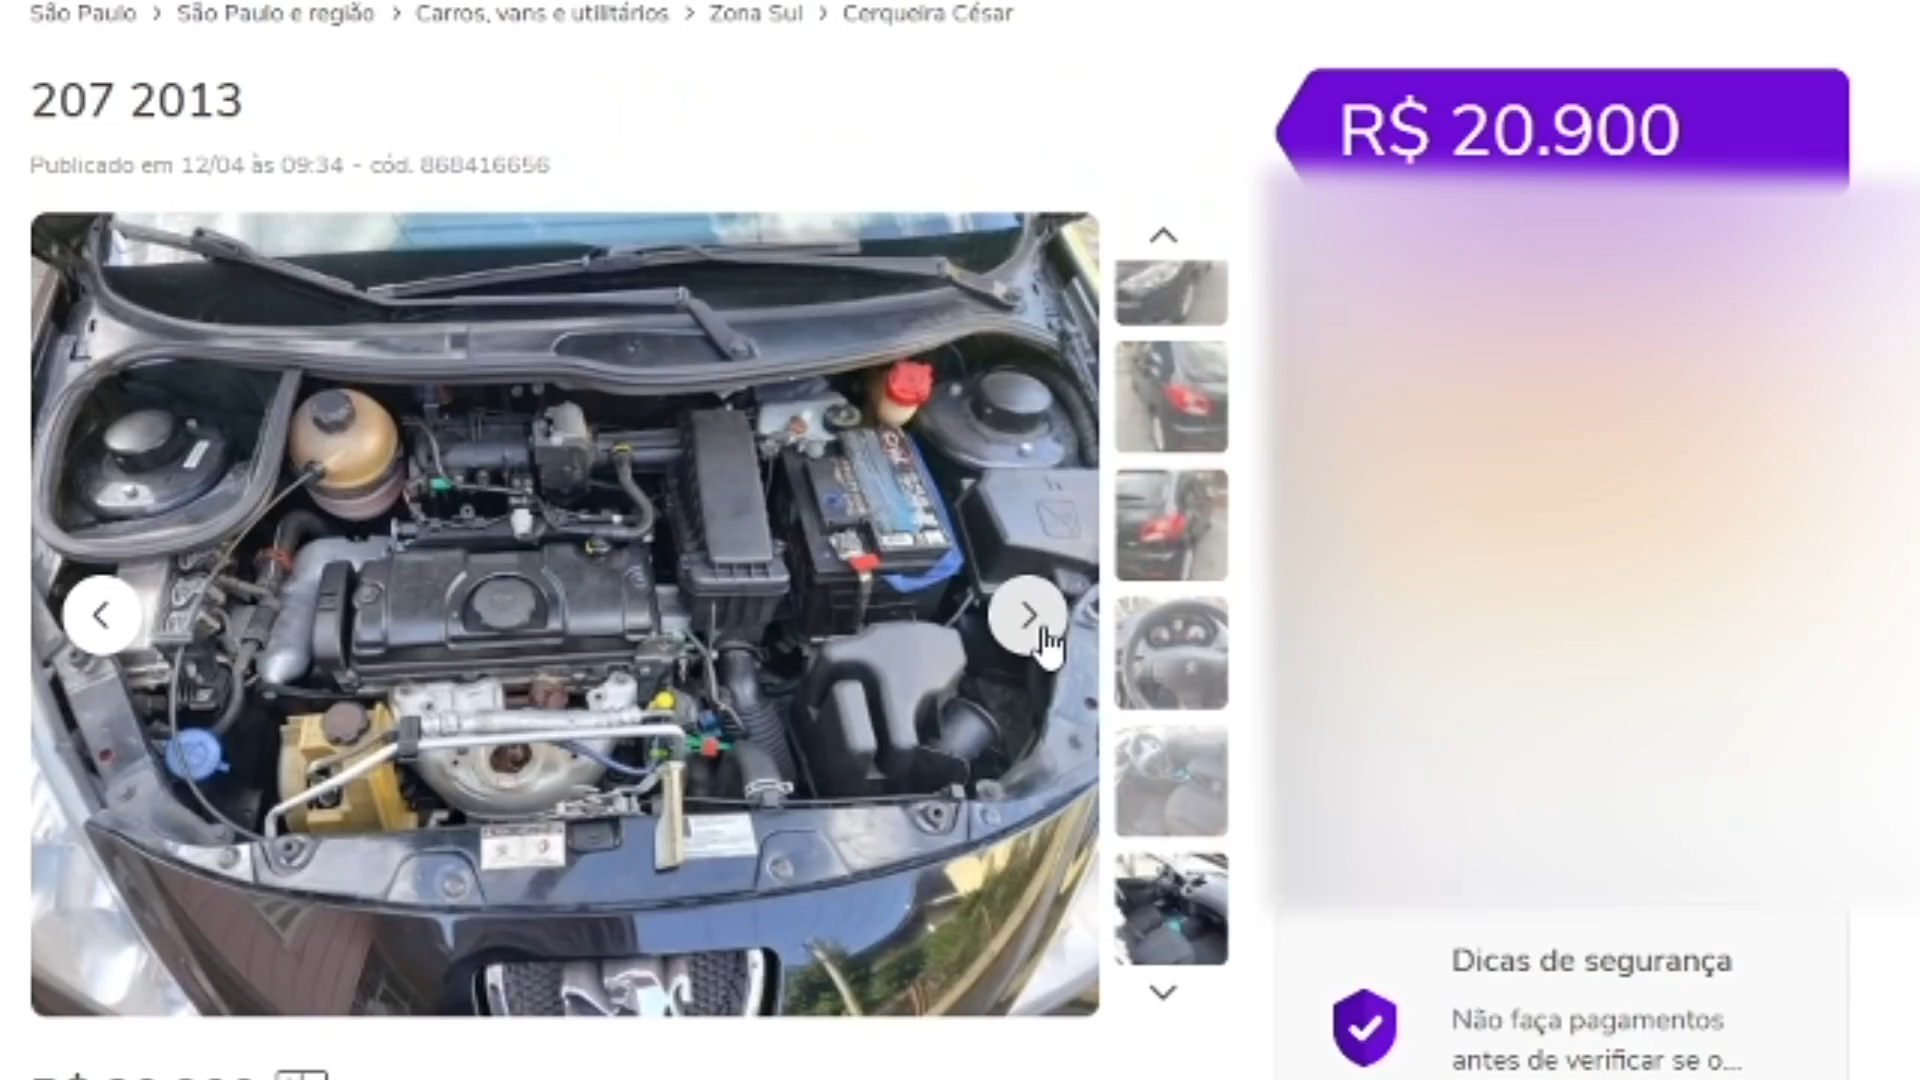 São Paulo > São Paulo e região > Carros, vans e utilitários > Zona Sul > Cerqueira César
207 2013
R$ 20.900
Publicado em 12/04 às 09:34 - cód. 868416656
Dicas de segurança
Não faça pagamentos
antes de verificar se o...